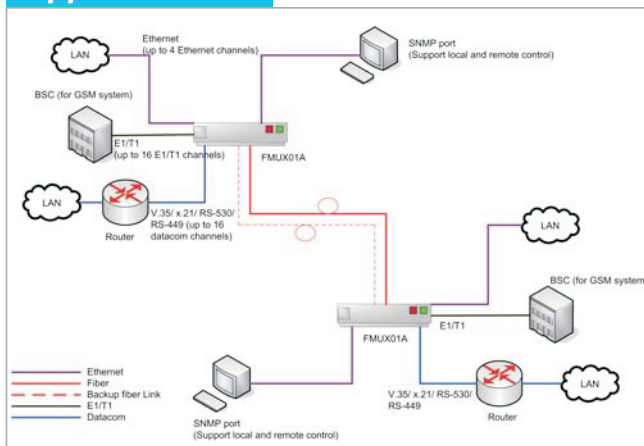 LAN
Ethernet
(up to 4 Ethernet channels)
SNMP port
(Support local and remote control)
BSC (for GSM system)
E1/T1
(up to 16 E1/T1 channels)
FMUX01A
LAN
Router
V.35/ x.21/ RS-530/
RS-449 (up to 16
datacom channels)
LAN
BSC (for GSM system
FMUX01A
E1/T1
Ethernet
Fiber
Backup fiber Link
E1/T1
Datacom
SNMP port
(Support local and remote control)
V.35/ x.21/ RS-530/
RS-449
Router
LAN